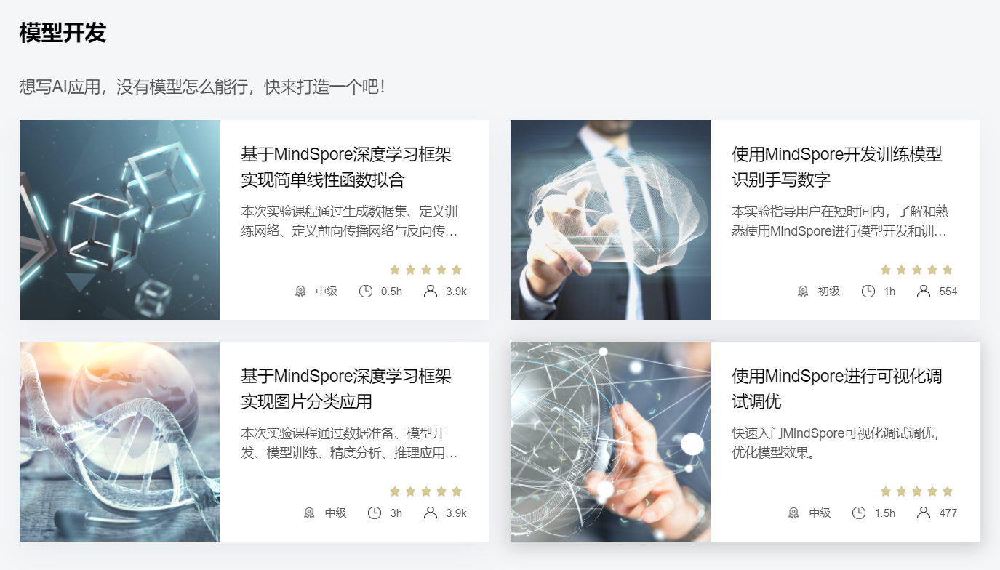 模型开发
想写AI应用，没有模型怎么能行，快来打造一个吧！
基于MindSpore深度学习框架
实现简单线性函数拟合
本次实验课程通过生成数据集、定义训
练网络、定义前向传播网络与反向传…
中级 0.5h 3.9k
使用MindSpore开发训练模型
识别手写数字
本实验指导用户在短时间内，了解和熟
悉使用MindSpore进行模型开发和训…
初级 1h 554
基于MindSpore深度学习框架
实现图片分类应用
本次实验课程通过数据准备、模型开
发、模型训练、精度分析、推理应用…
中级 3h 3.9k
使用MindSpore进行可视化调
试调优
快速入门MindSpore可视化调试调优，
优化模型效果。
中级 1.5h 477